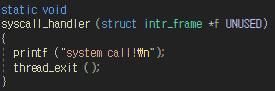 static void
syscall_handler (struct intr_frame *f UNUSED)
{
  printf ("system call!₩n");
  thread_exit ();
}